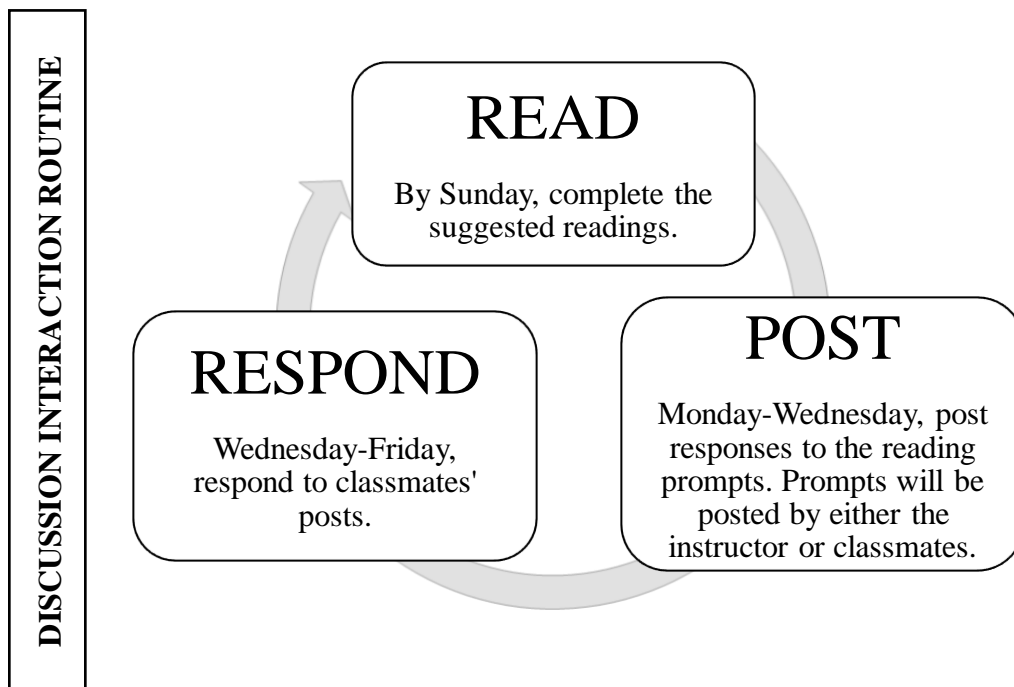 DISCUSSION INTERACTION ROUTINE
READ
By Sunday, complete the
suggested readings.
POST
Monday-Wednesday, post
responses to the reading
prompts. Prompts will be
posted by either the
instructor or classmates.
RESPOND
Wednesday-Friday,
respond to classmates'
posts.